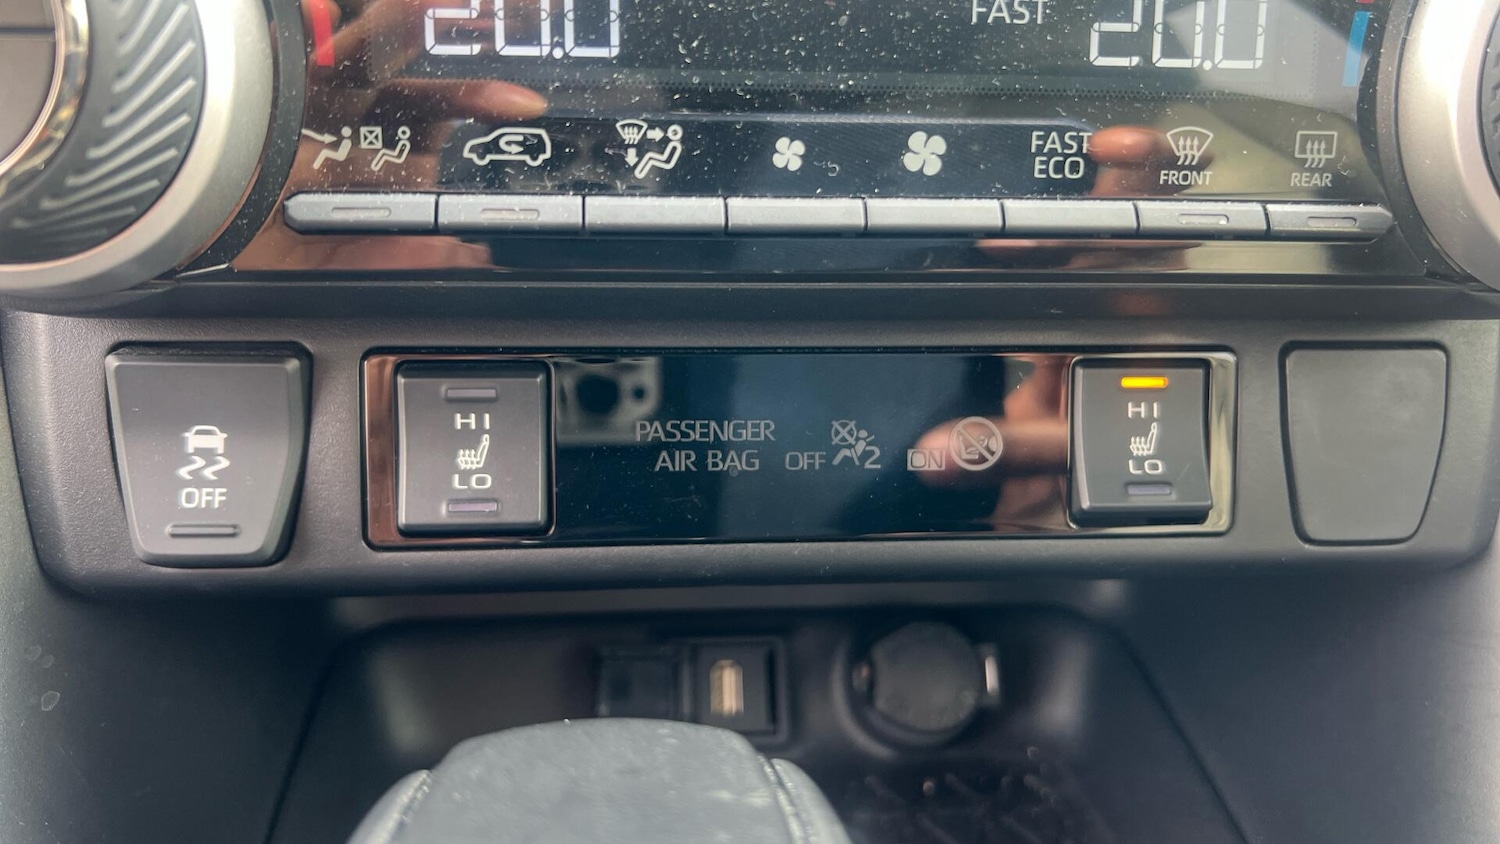 20.0
FAST
20.0
FAST
ECO
FRONT
REAR
OFF
HI
LO
PASSENGER
AIR BAG OFF 2 ON
HI
LO